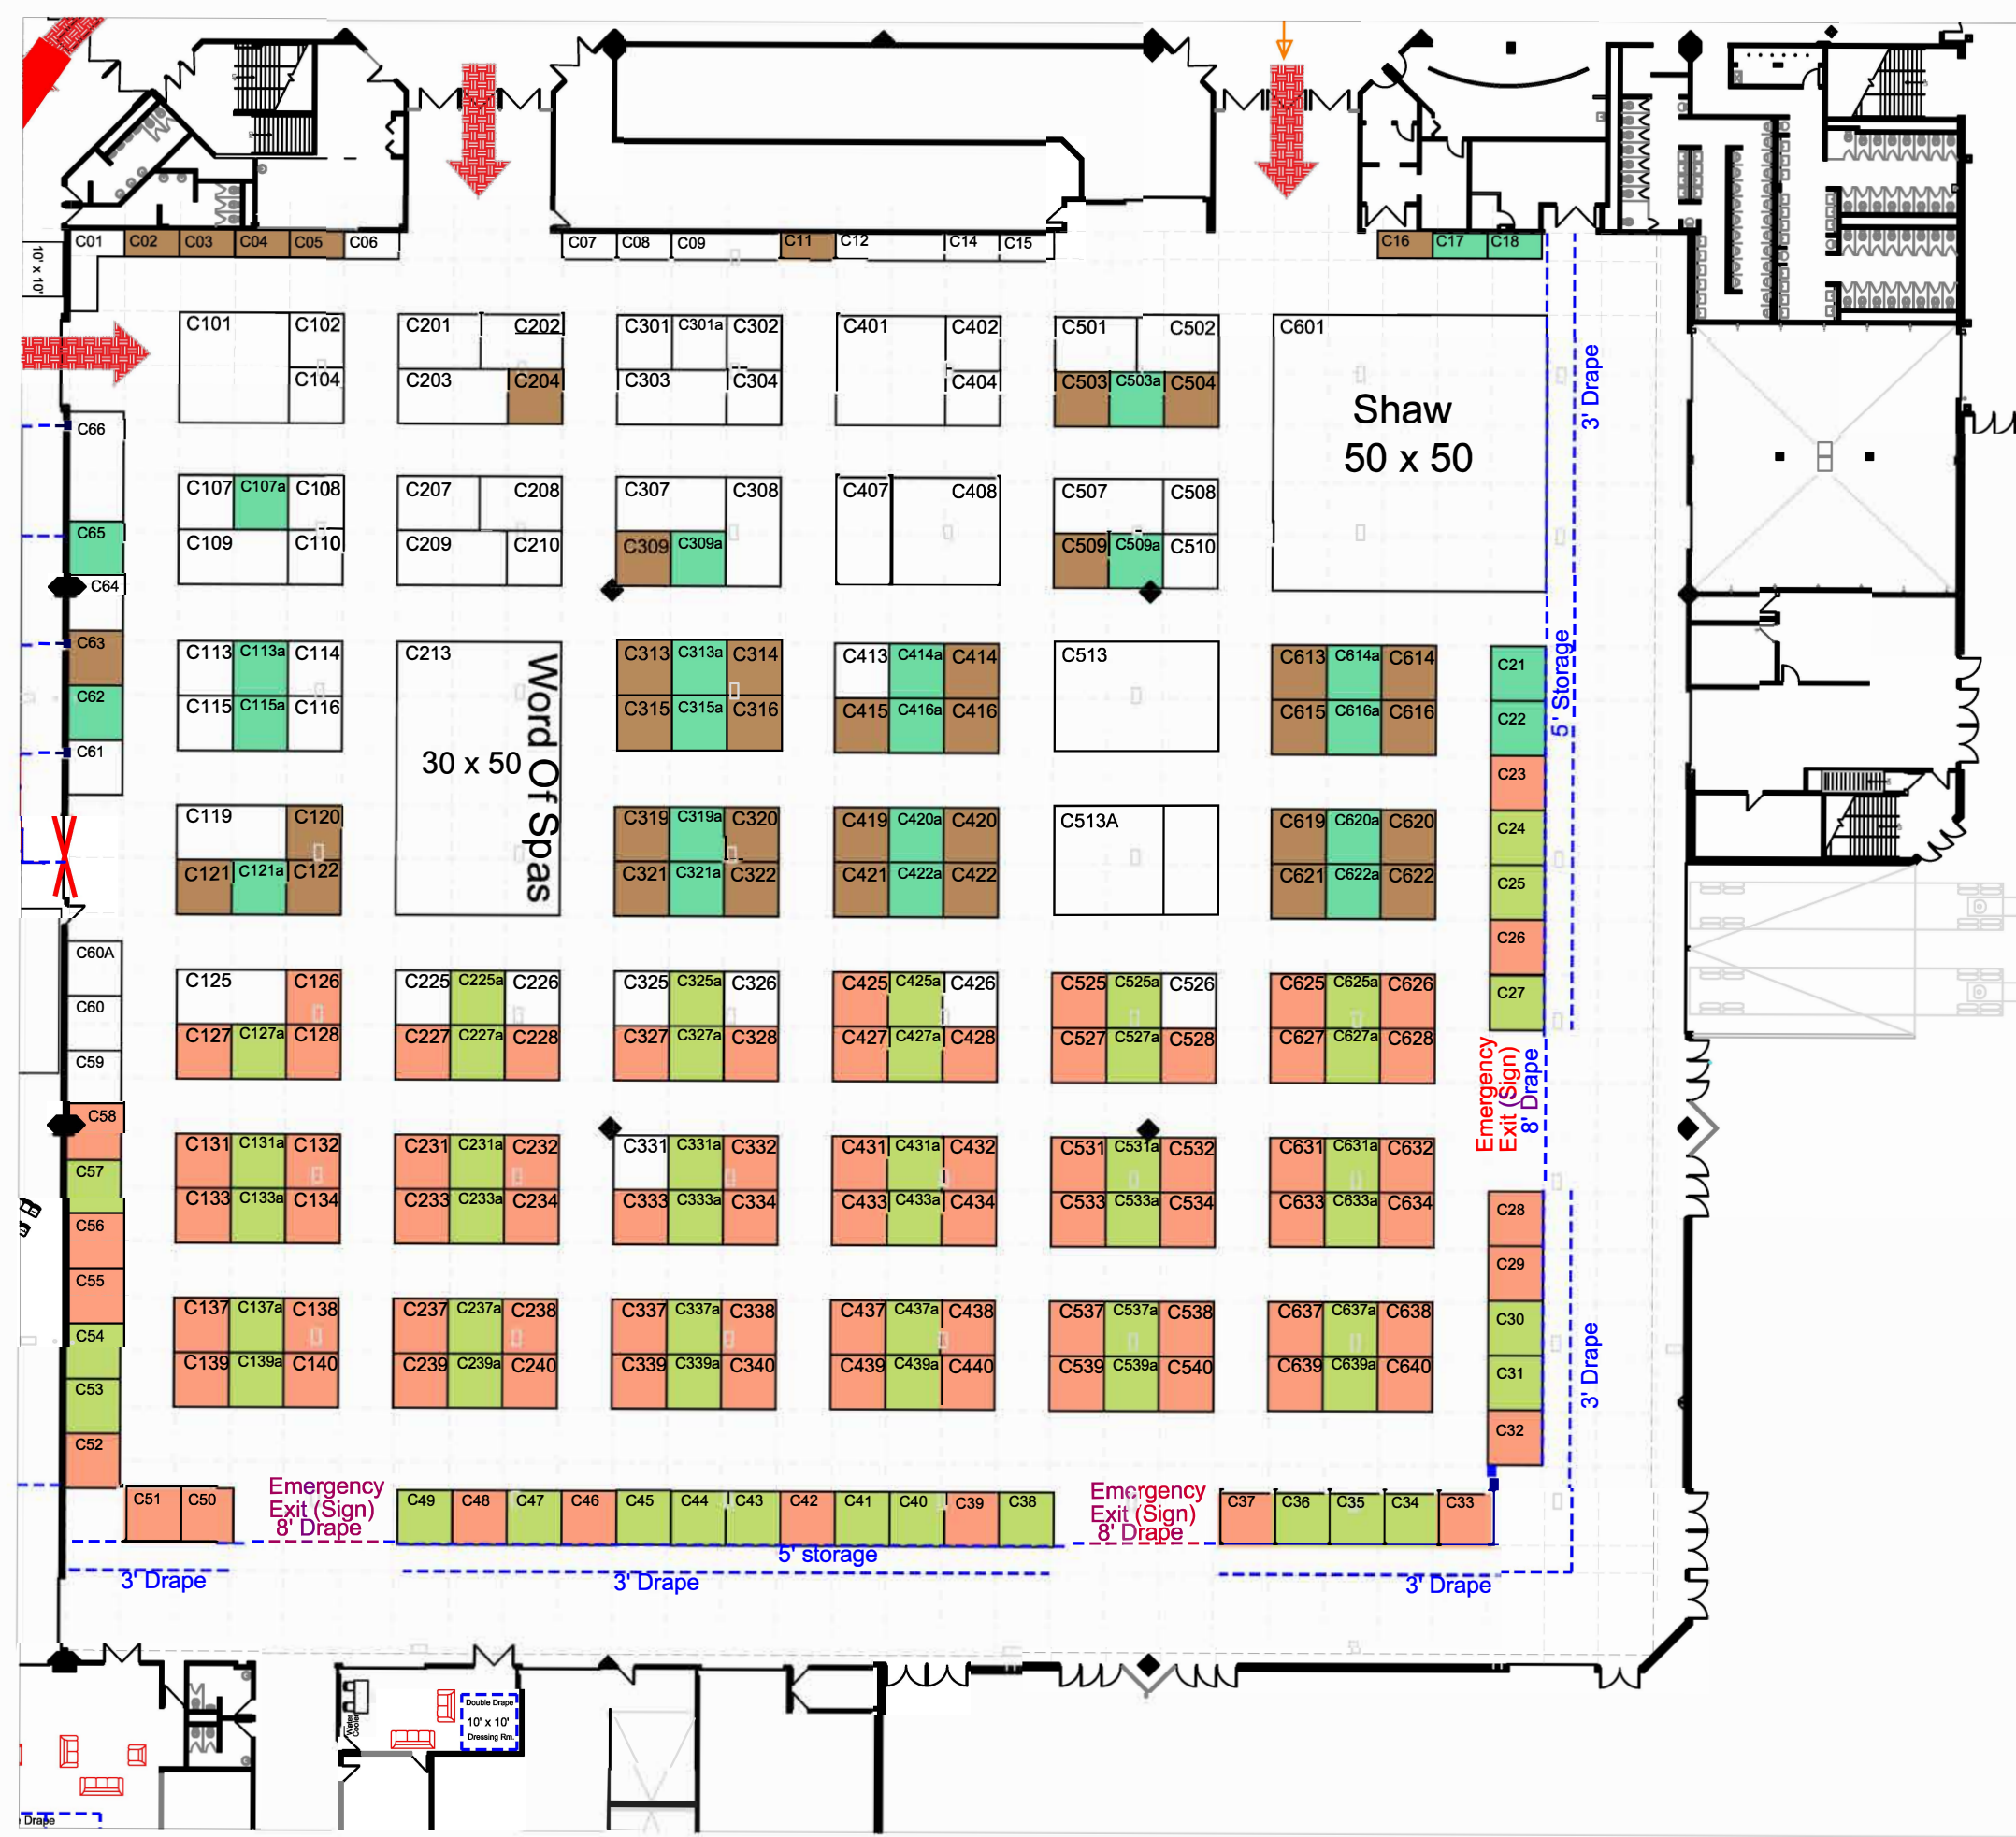 10' x 10'
C01 C02 C03 C04 C05 C06 C07 C08 C09 C11 C12 C14 C15 C16 C17 C18
C101 C102 C201 C202 C301 C301a C302 C401 C402 C501 C502 C601
C104 C203 C204 C303 C304 C404 C503 C503a C504
Shaw
50 x 50
3' Drape
C66
C107 C107a C108 C207 C208 C307 C308 C407 C408 C507 C508
C65
C109 C110 C209 C210 C309 C309a C509 C509a C510
C64
C63
C113 C113a C114 C213 C313 C313a C314 C413 C414a C414 C513 C613 C614a C614 C21
C62
C115 C115a C116 C315 C315a C316 C415 C416a C416 C615 C616a C616 C22
5' Storage
C61
30 x 50
Word Of Spas
C23
C119 C120 C319 C319a C320 C419 C420a C420 C513A C619 C620a C620 C24
C121 C121a C122 C321 C321a C322 C421 C422a C422 C621 C622a C622 C25
C60A
C26
C125 C126 C225 C225a C226 C325 C325a C326 C425 C425a C426 C525 C525a C526 C625 C625a C626 C27
C60
C127 C127a C128 C227 C227a C228 C327 C327a C328 C427 C427a C428 C527 C527a C528 C627 C627a C628
C59
Emergency
Exit (Sign)
8' Drape
C58
C131 C131a C132 C231 C231a C232 C331 C331a C332 C431 C431a C432 C531 C531a C532 C631 C631a C632
C57
C133 C133a C134 C233 C233a C234 C333 C333a C334 C433 C433a C434 C533 C533a C534 C633 C633a C634 C28
C56
C29
C55
C137 C137a C138 C237 C237a C238 C337 C337a C338 C437 C437a C438 C537 C537a C538 C637 C637a C638 C30
C54
C139 C139a C140 C239 C239a C240 C339 C339a C340 C439 C439a C440 C539 C539a C540 C639 C639a C640 C31
3' Drape
C53
C32
C52
C51 C50
Emergency
Exit (Sign)
8' Drape
C49 C48 C47 C46 C45 C44 C43 C42 C41 C40 C39 C38
Emergency
Exit (Sign)
8' Drape
C37 C36 C35 C34 C33
5' storage
3' Drape
3' Drape
3' Drape
Water
Cooler
Double Drape
10' x 10'
Dressing Rm.
Drape